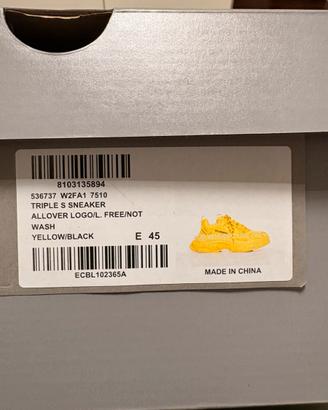 8103135894
536737 W2FA1 7510
TRIPLE S SNEAKER
ALLOVER LOGO/L. FREE/NOT
WASH
YELLOW/BLACK E 45
ECBL102365A
MADE IN CHINA